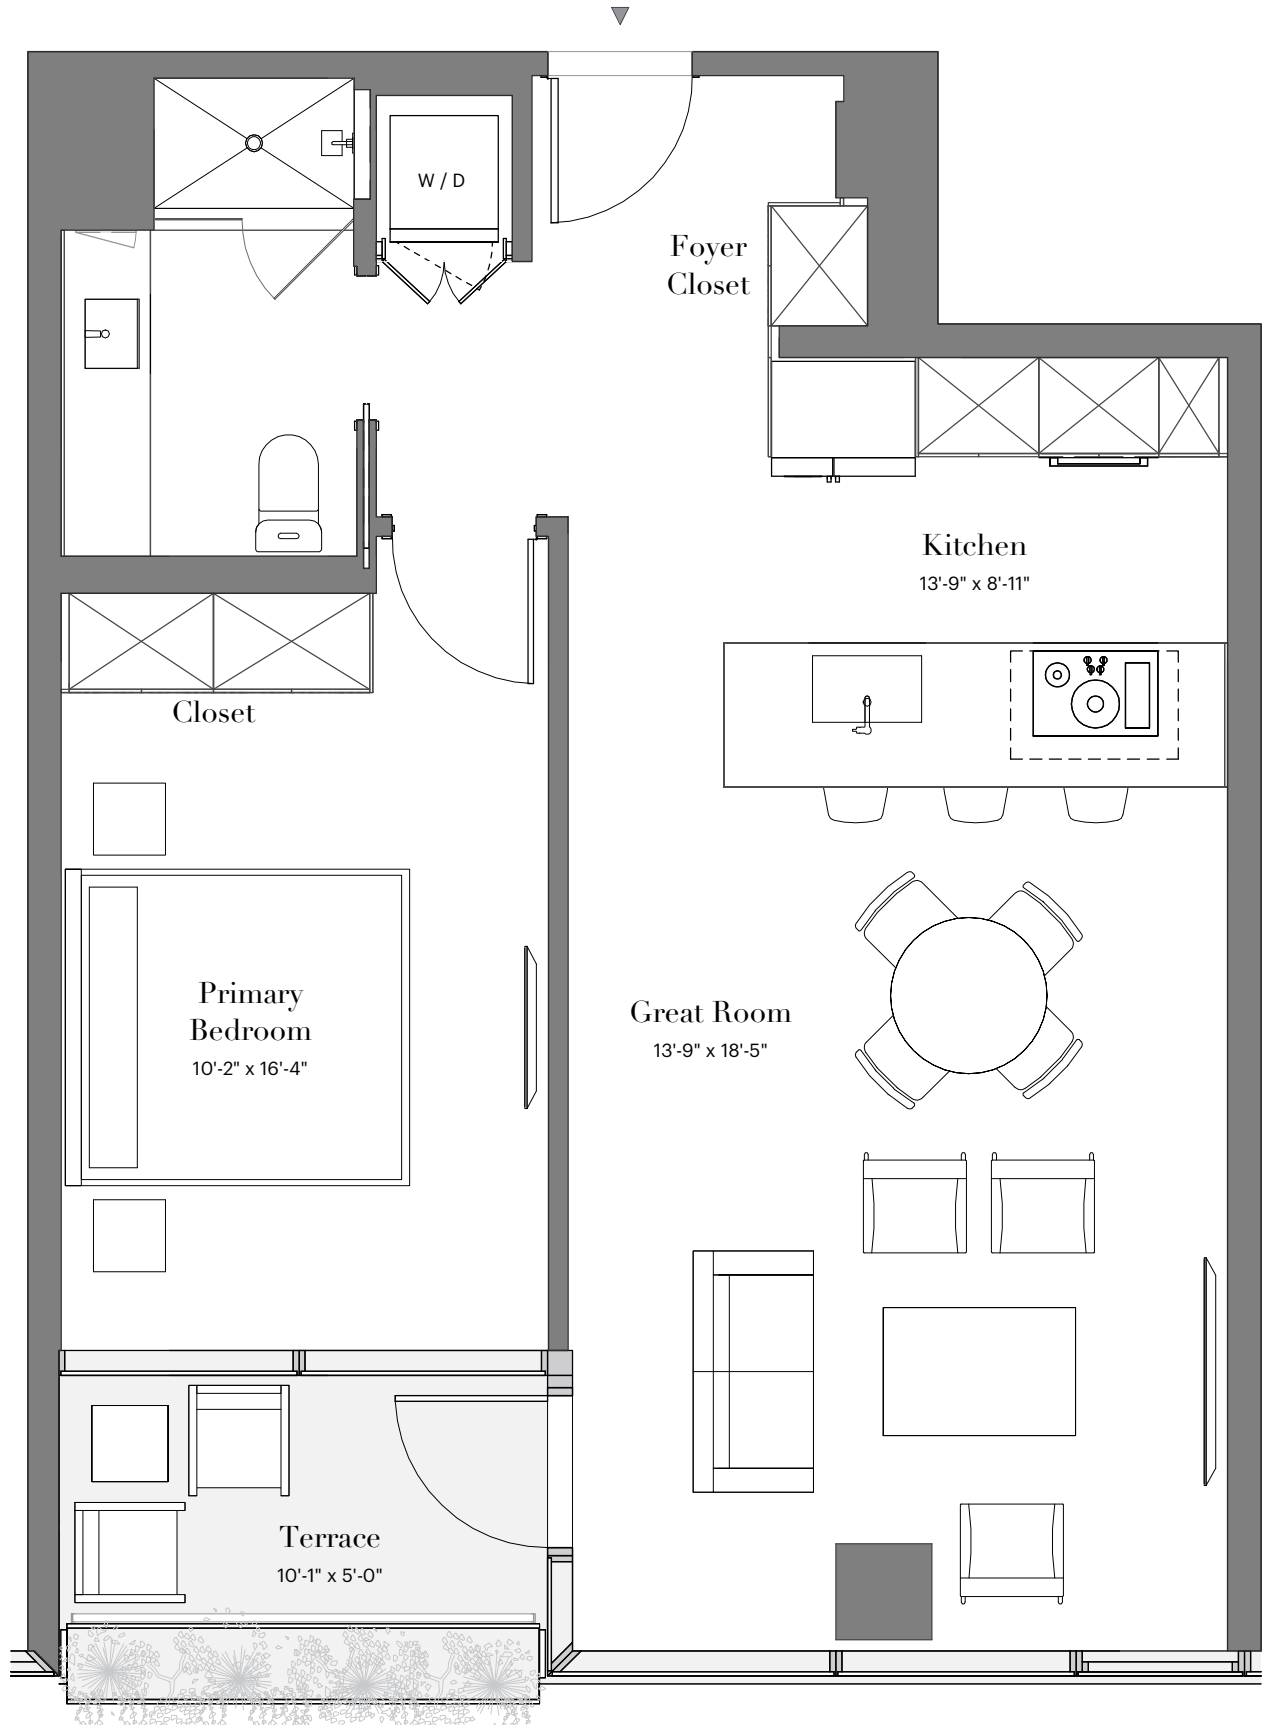 W / D
Foyer
Closet
Kitchen
13'-9" x 8'-11"
Closet
Primary
Bedroom
10'-2" x 16'-4"
Great Room
13'-9" x 18'-5"
Terrace
10'-1" x 5'-0"